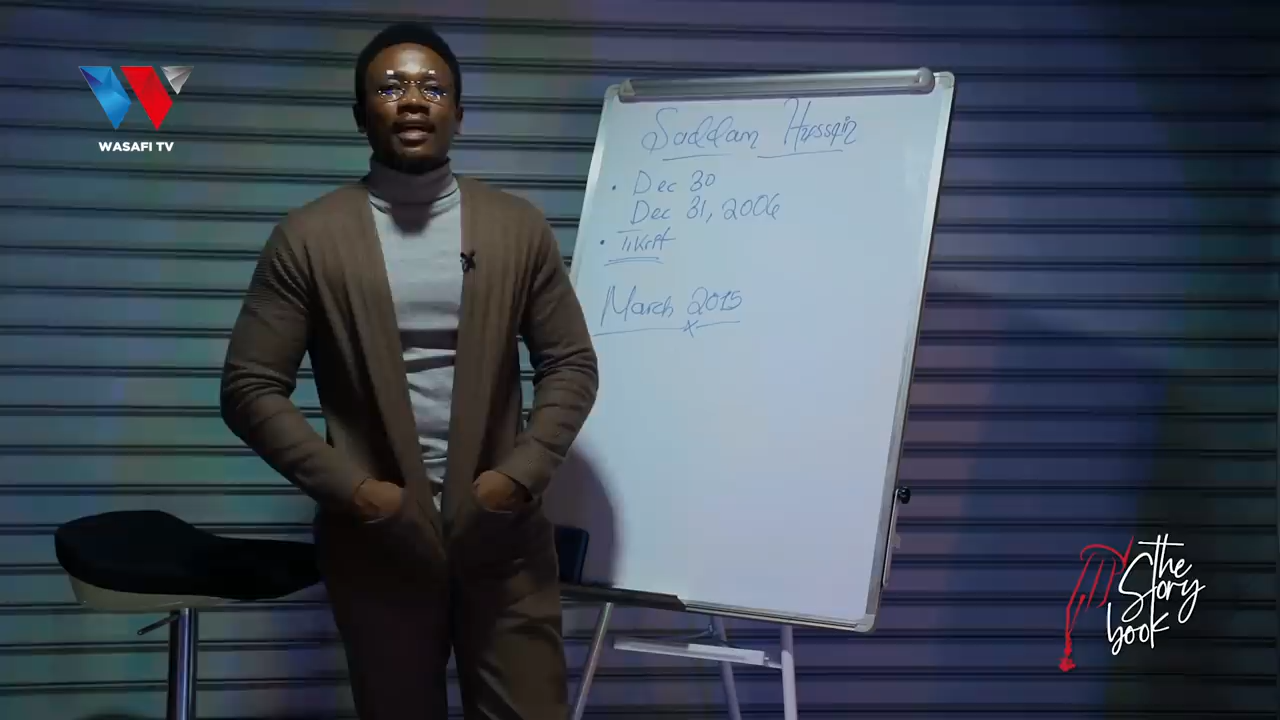 WASAFI TV
Saddam Hussein
• Dec 30
Dec 31, 2006
• Tikrit
March 2015
x
the
Story
book